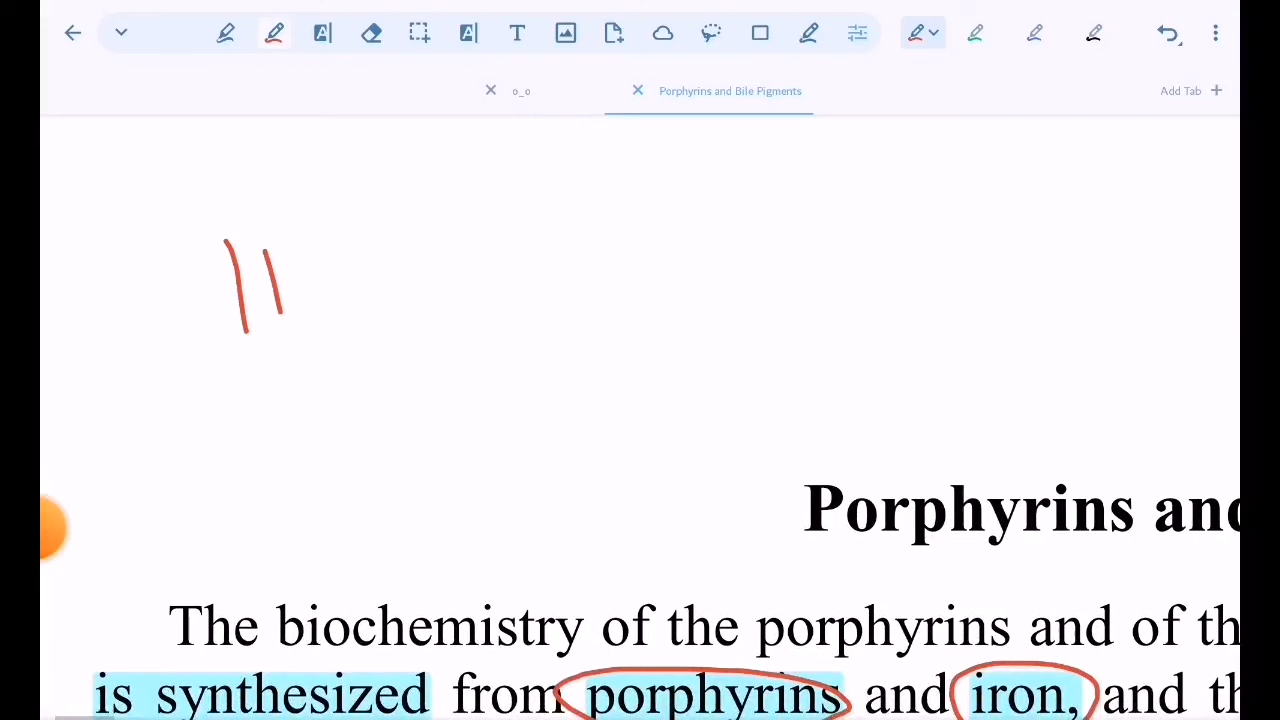 o_o
Porphyrins and Bile Pigments
Add Tab
Porphyrins and
The biochemistry of the porphyrins and of th
is synthesized from porphyrins and iron, and th